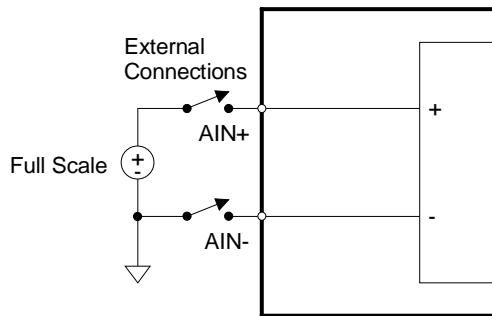 External
Connections
AIN+
+
Full Scale
+
-
-
AIN-